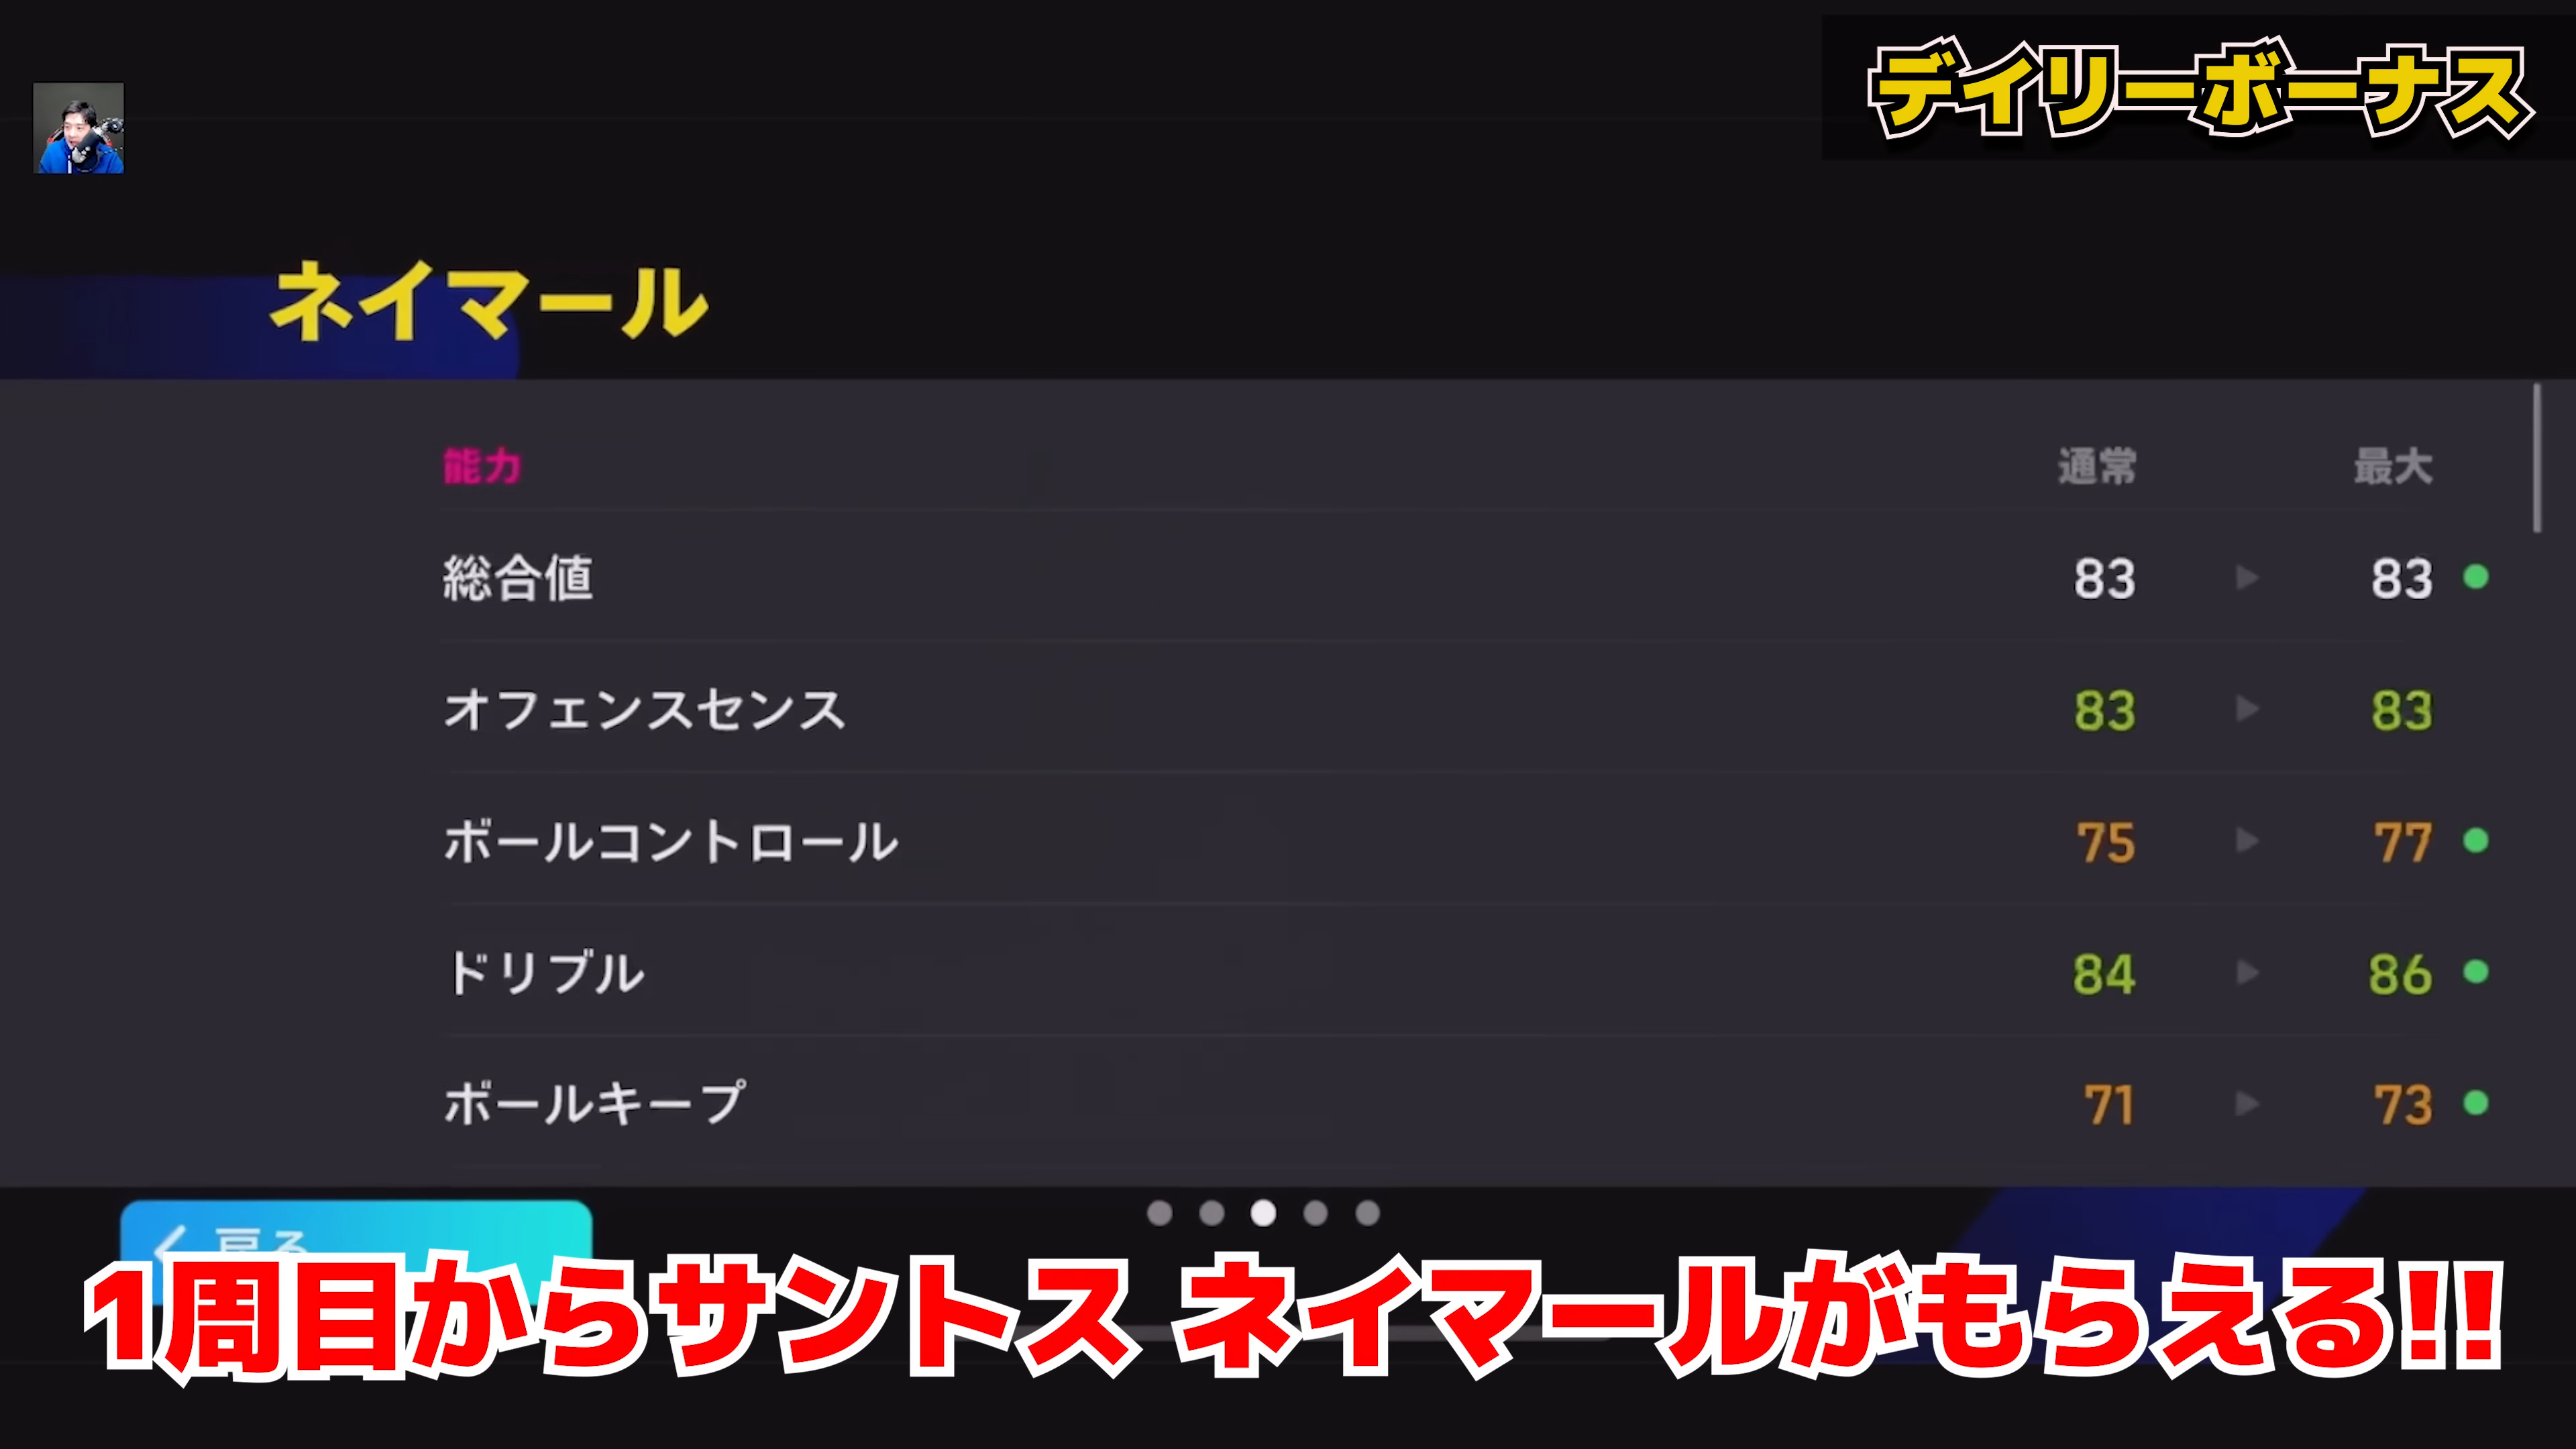 デイリーボーナス
ネイマール
能力 通常 最大
総合値 83 83
オフェンスセンス 83 83
ボールコントロール 75 77
ドリブル 84 86
ボールキープ 71 73
戻る
1周目からサントス ネイマールがもらえる!!